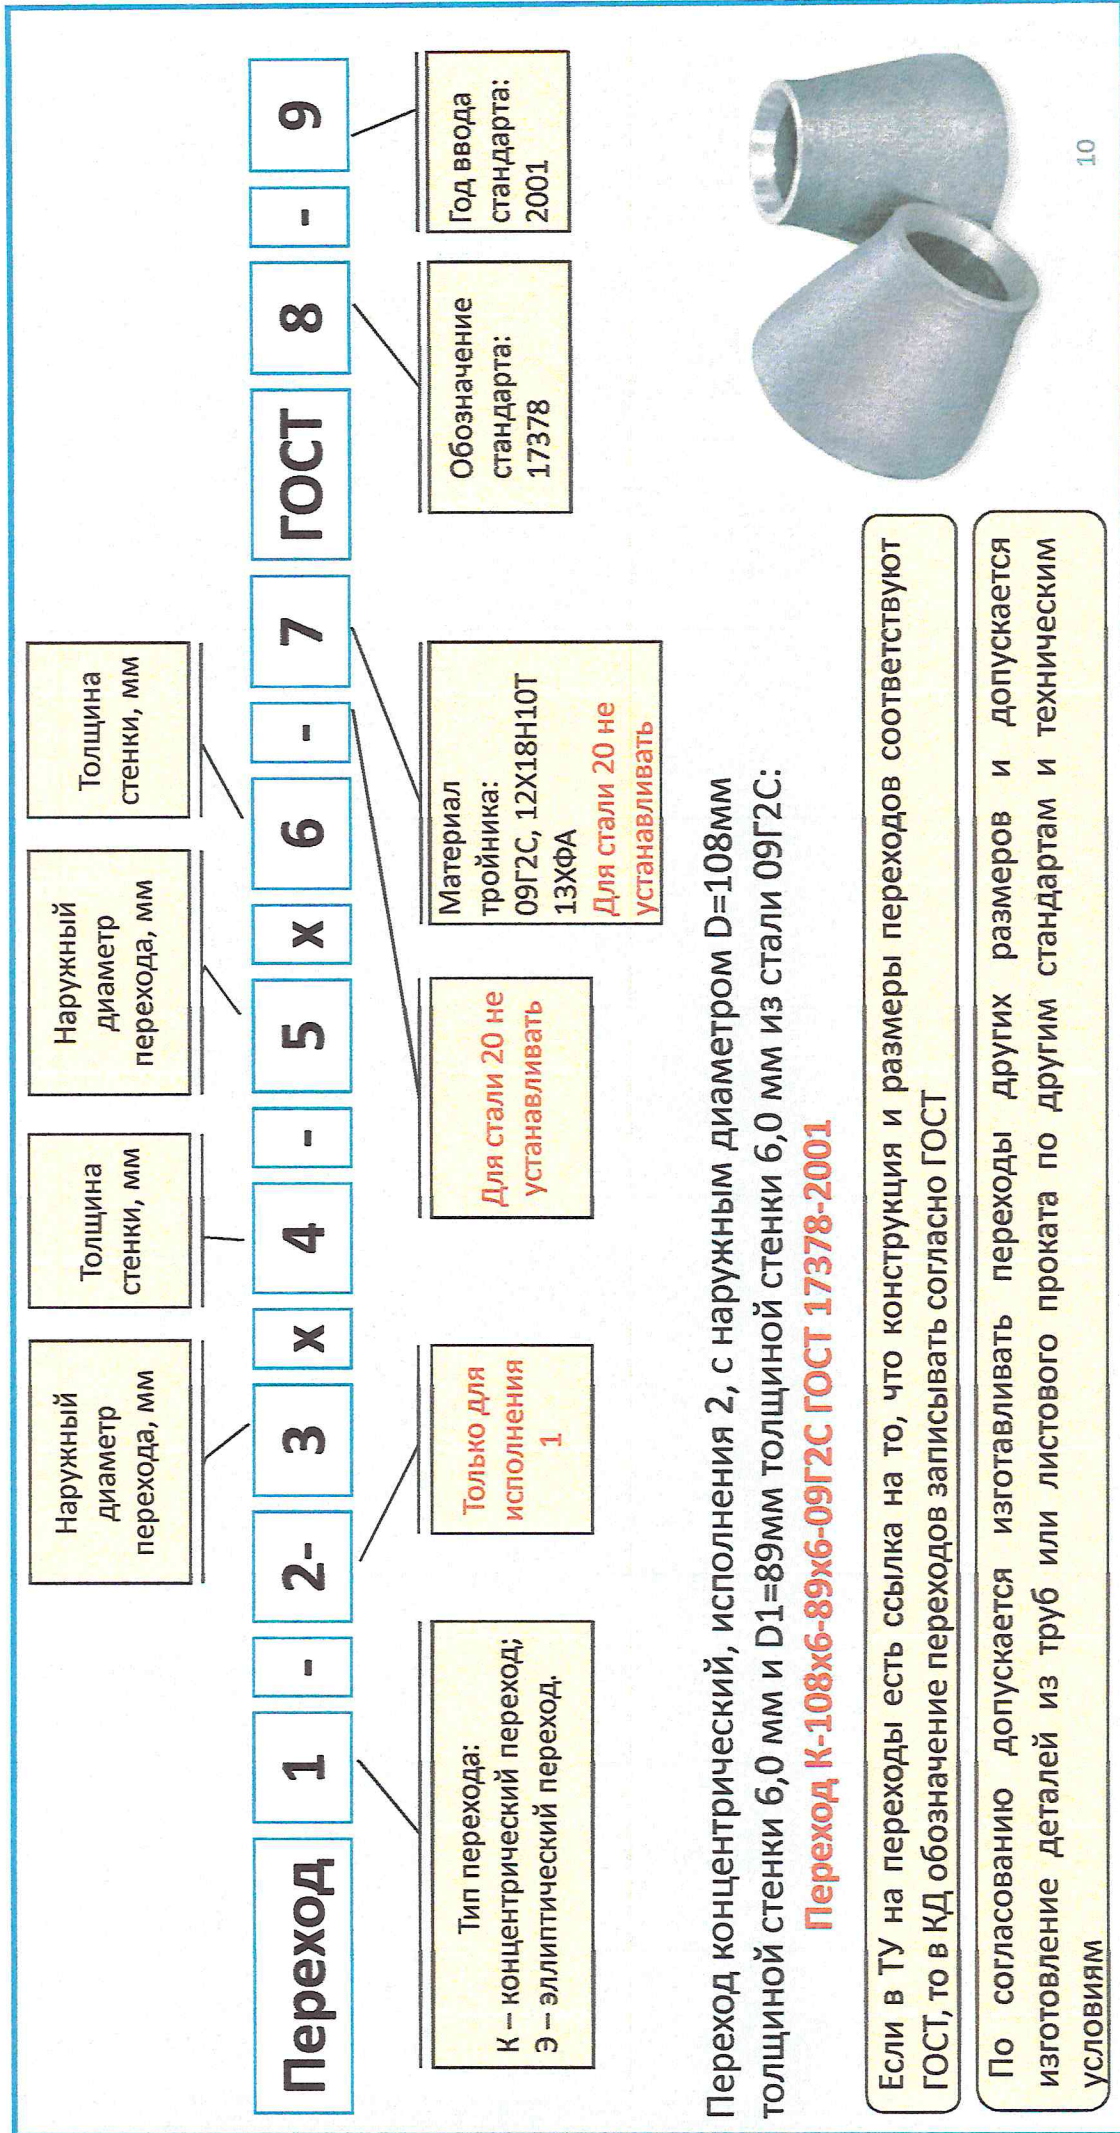 Наружный
диаметр
перехода, мм
Толщина
стенки, мм
Наружный
диаметр
перехода, мм
Толщина
стенки, мм
Переход 1 - 2- 3 х 4 - 5 х 6 - 7 ГОСТ 8 - 9
Тип перехода:
К – концентрический переход;
Э – эллиптический переход.
Только для
исполнения
1
Для стали 20 не
устанавливать
Материал
тройника:
09Г2С, 12Х18Н10Т
13ХФА
Для стали 20 не
устанавливать
Обозначение
стандарта:
17378
Год ввода
стандарта:
2001
Переход концентрический, исполнения 2, с наружным диаметром D=108мм
толщиной стенки 6,0 мм и D1=89мм толщиной стенки 6,0 мм из стали 09Г2С:
Переход К-108х6-89х6-09Г2С ГОСТ 17378-2001
Если в ТУ на переходы есть ссылка на то, что конструкция и размеры переходов соответствуют
ГОСТ, то в КД обозначение переходов записывать согласно ГОСТ
По согласованию допускается изготавливать переходы других размеров и допускается
изготовление деталей из труб или листового проката по другим стандартам и техническим
условиям
10